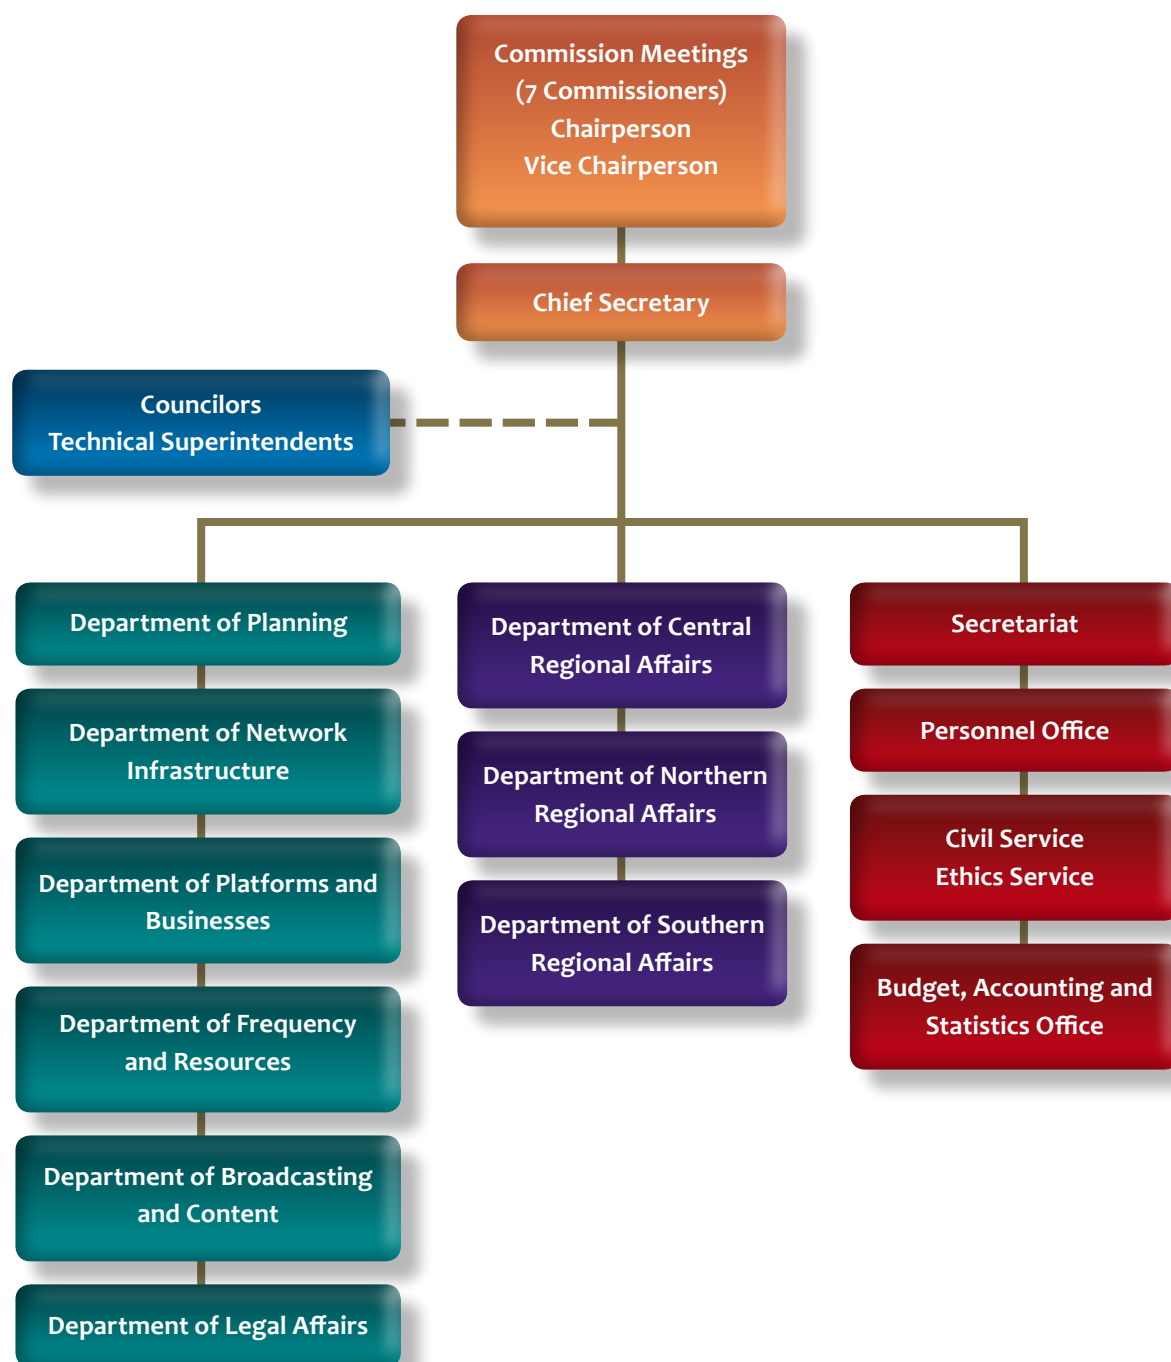 Commission Meetings
(7 Commissioners)
Chairperson
Vice Chairperson
Chief Secretary
Councilors
Technical Superintendents
Department of Planning
Department of Network
Infrastructure
Department of Platforms and
Businesses
Department of Frequency
and Resources
Department of Broadcasting
and Content
Department of Legal Affairs
Department of Central
Regional Affairs
Department of Northern
Regional Affairs
Department of Southern
Regional Affairs
Secretariat
Personnel Office
Civil Service
Ethics Service
Budget, Accounting and
Statistics Office